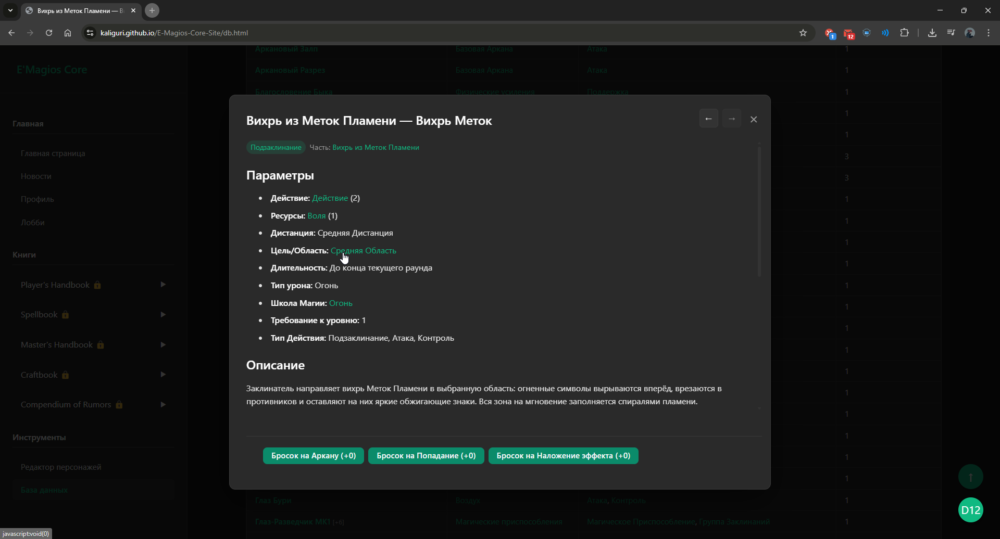 Вихрь из Меток Пламени — В
kaliguri.github.io/E-Magios-Core-Site/db.html
1
12
Аркановый Залп Базовая Аркана Атака 1
E'Magios Core
Аркановый Разрез Базовая Аркана Атака 1
Благословение Быка Физические усиления Поддержка 1
Вихрь из Меток Пламени — Вихрь Меток
← → ×
Подзаклинание Часть: Вихрь из Меток Пламени
Параметры
• Действие: Действие (2)
• Ресурсы: Воля (1)
• Дистанция: Средняя Дистанция
• Цель/Область: Средняя Область
• Длительность: До конца текущего раунда
• Тип урона: Огонь
• Школа Магии: Огонь
• Требование к уровню: 1
• Тип Действия: Подзаклинание, Атака, Контроль
Описание
Заклинатель направляет вихрь Меток Пламени в выбранную область: огненные символы вырываются вперёд, врезаются в
противников и оставляют на них яркие обжигающие знаки. Вся зона на мгновение заполняется спиралями пламени.
Бросок на Аркану (+0) Бросок на Попадание (+0) Бросок на Наложение эффекта (+0)
Главная
Главная страница
Новости
Профиль
Лобби
Книги
Player's Handbook
Spellbook
Master's Handbook
Craftbook
Compendium of Rumors
Инструменты
Редактор персонажей
База данных
1
1
3
3
1
1
1
1
1
1
1
1
1
1
1
1
1
1
Глаз Бури Воздух Атака, Контроль 1
Глаз-Разведчик МК1 [+6] Магические приспособления Магическое Приспособление, Группа Заклинаний 1
↑
D12
javascript:void(0)